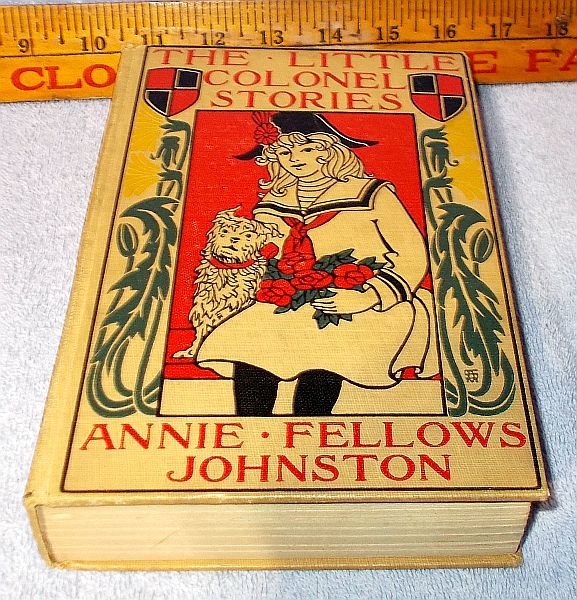 9 10 11 12 13 14 15 16 17 18
CLO E FA
THE · LITTLE
COLONEL
STORIES
ANNIE · FELLOWS
JOHNSTON